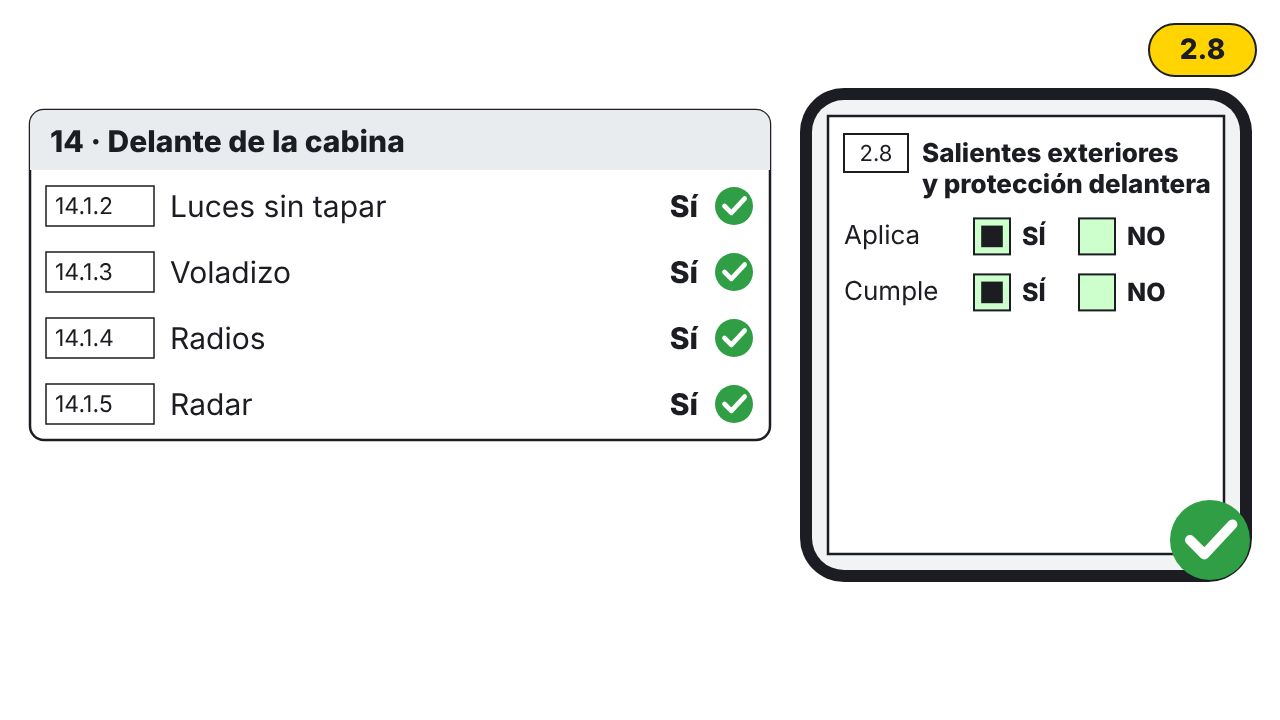 2.8
14 · Delante de la cabina
14.1.2 Luces sin tapar Sí
14.1.3 Voladizo Sí
14.1.4 Radios Sí
14.1.5 Radar Sí
2.8 Salientes exteriores
y protección delantera
Aplica SÍ NO
Cumple SÍ NO